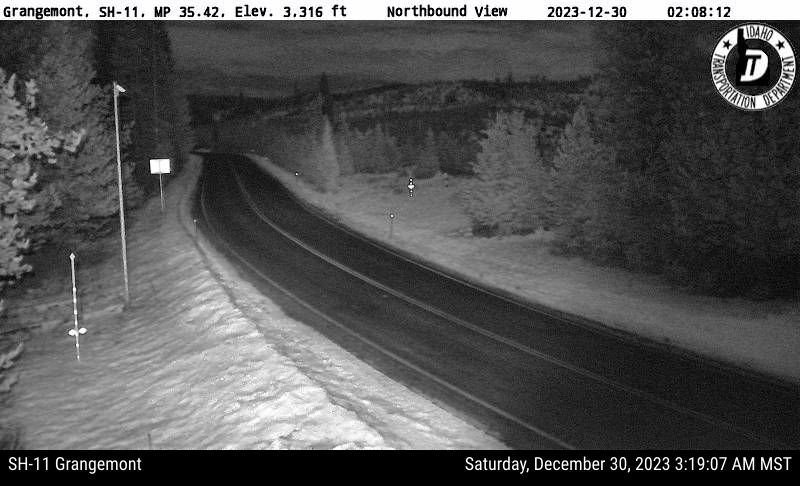 Grangemont, SH-11, MP 35.42, Elev. 3,316 ft Northbound View 2023-12-30 02:08:12
IDAHO
TRANSPORTATION DEPARTMENT
SH-11 Grangemont Saturday, December 30, 2023 3:19:07 AM MST